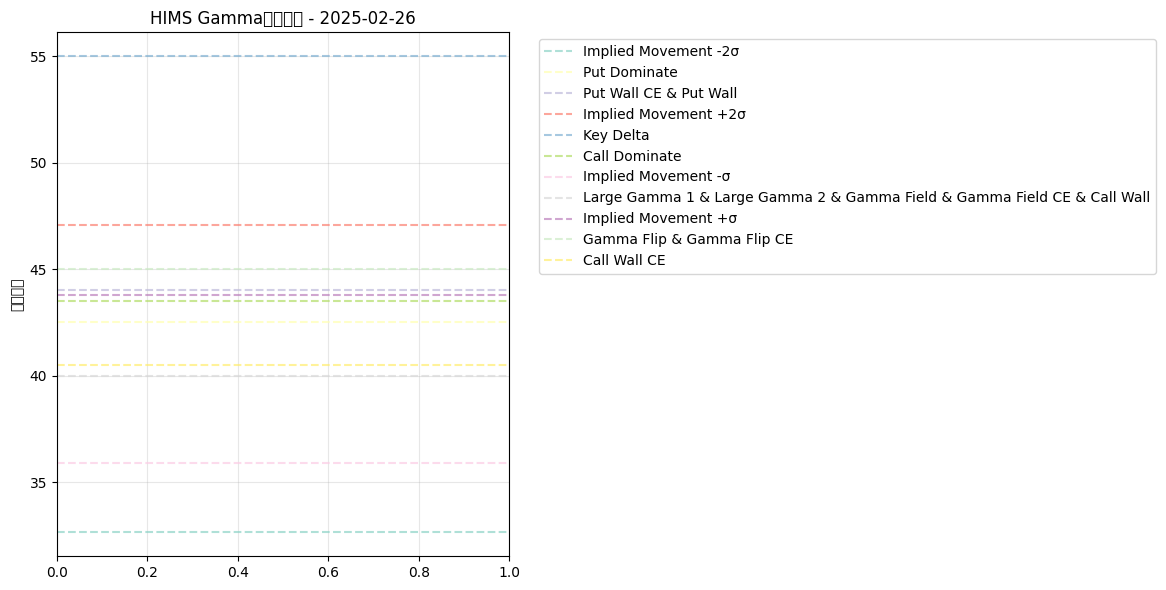 HIMS Gamma - 2025-02-26
55
50
45
40
35
0.0 0.2 0.4 0.6 0.8 1.0
Implied Movement -2σ
Put Dominate
Put Wall CE & Put Wall
Implied Movement +2σ
Key Delta
Call Dominate
Implied Movement -σ
Large Gamma 1 & Large Gamma 2 & Gamma Field & Gamma Field CE & Call Wall
Implied Movement +σ
Gamma Flip & Gamma Flip CE
Call Wall CE